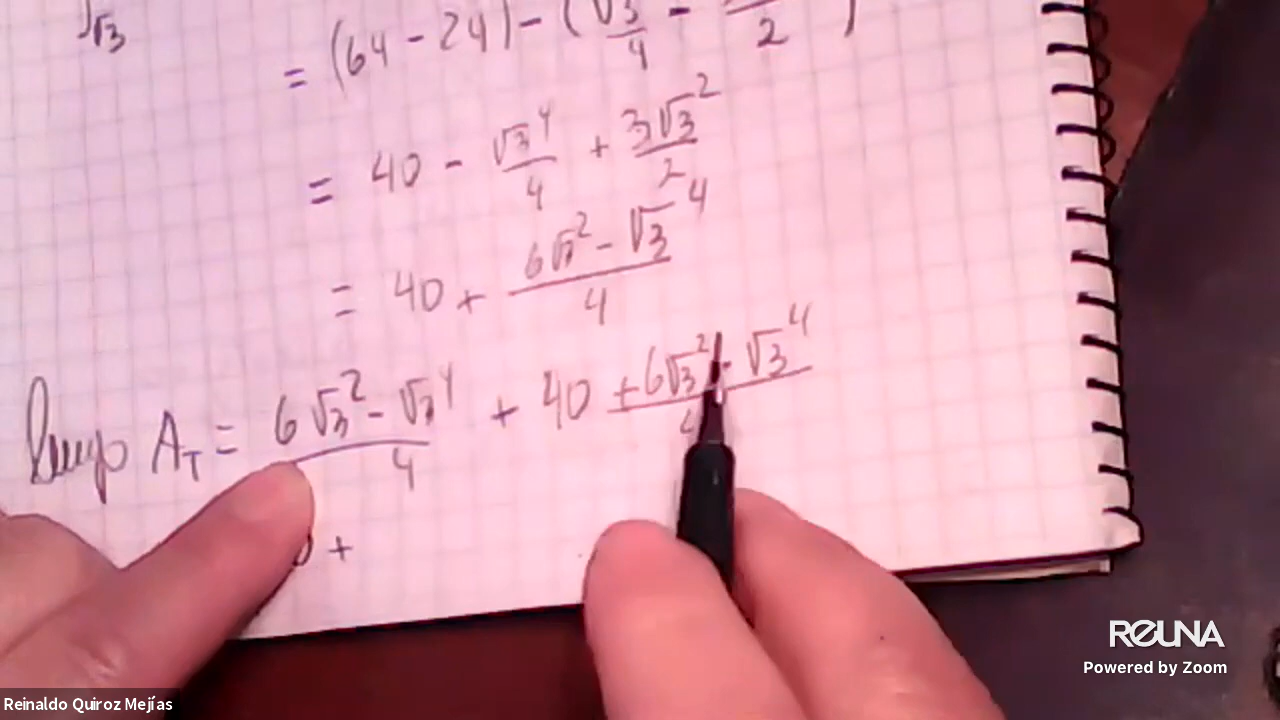 √3
= (64 - 24) - (√3/4 - /2)
= 40 - √3⁴/4 + 3√3²/2
= 40 + (6√3² - √3⁴)/4
luego A_T = (6√3² - √3⁴)/4 + 40 + (6√3² - √3⁴)/4
+
REUNA
Powered by Zoom
Reinaldo Quiroz Mejías